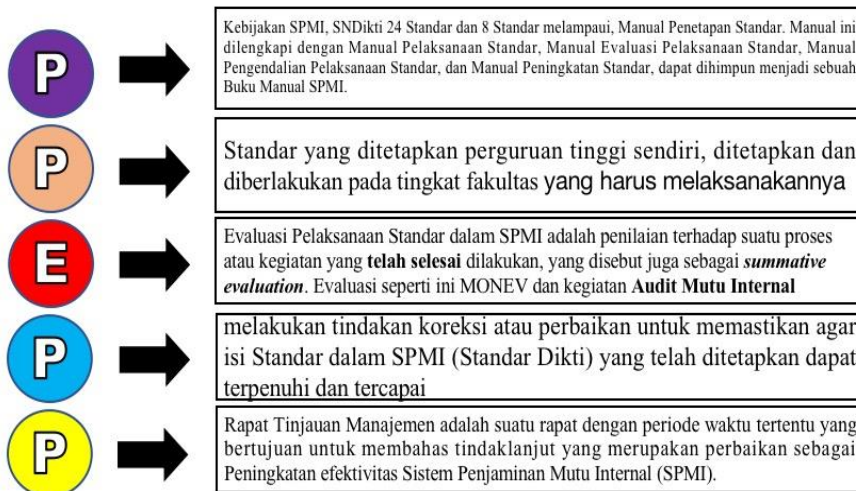 P
Kebijakan SPMI, SNDikti 24 Standar dan 8 Standar melampaui, Manual Penetapan Standar. Manual ini
dilengkapi dengan Manual Pelaksanaan Standar, Manual Evaluasi Pelaksanaan Standar, Manual
Pengendalian Pelaksanaan Standar, dan Manual Peningkatan Standar, dapat dihimpun menjadi sebuah
Buku Manual SPMI.
P
Standar yang ditetapkan perguruan tinggi sendiri, ditetapkan dan
diberlakukan pada tingkat fakultas yang harus melaksanakannya
E
Evaluasi Pelaksanaan Standar dalam SPMI adalah penilaian terhadap suatu proses
atau kegiatan yang telah selesai dilakukan, yang disebut juga sebagai summative
evaluation. Evaluasi seperti ini MONEV dan kegiatan Audit Mutu Internal
P
melakukan tindakan koreksi atau perbaikan untuk memastikan agar
isi Standar dalam SPMI (Standar Dikti) yang telah ditetapkan dapat
terpenuhi dan tercapai
P
Rapat Tinjauan Manajemen adalah suatu rapat dengan periode waktu tertentu yang
bertujuan untuk membahas tindaklanjut yang merupakan perbaikan sebagai
Peningkatan efektivitas Sistem Penjaminan Mutu Internal (SPMI).